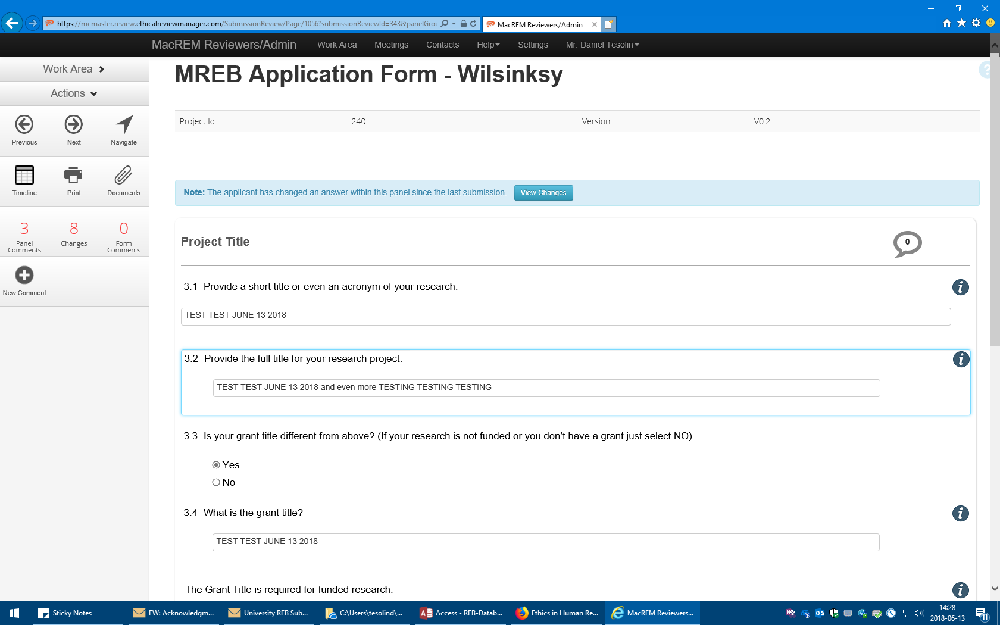 https://mcmaster.review.ethicalreviewmanager.com/SubmissionReview/Page/1056?submissionReviewId=343&panelGrou
MacREM Reviewers/Admin
MacREM Reviewers/Admin
Work Area
Meetings
Contacts
Help
Settings
Mr. Daniel Tesolin
Work Area
Actions
Previous
Next
Navigate
Timeline
Print
Documents
3
Panel
Comments
8
Changes
0
Form
Comments
New Comment
MREB Application Form - Wilsinksy
Project Id: 240 Version: V0.2
Note: The applicant has changed an answer within this panel since the last submission. View Changes
Project Title
0
3.1 Provide a short title or even an acronym of your research.
TEST TEST JUNE 13 2018
3.2 Provide the full title for your research project:
TEST TEST JUNE 13 2018 and even more TESTING TESTING TESTING
3.3 Is your grant title different from above? (If your research is not funded or you don’t have a grant just select NO)
Yes
No
3.4 What is the grant title?
TEST TEST JUNE 13 2018
The Grant Title is required for funded research.
Sticky Notes
FW: Acknowledgm...
University REB Sub...
C:\Users\tesolind\...
Access - REB-Datab...
Ethics in Human Re...
MacREM Reviewers...
14:28
2018-06-13
11